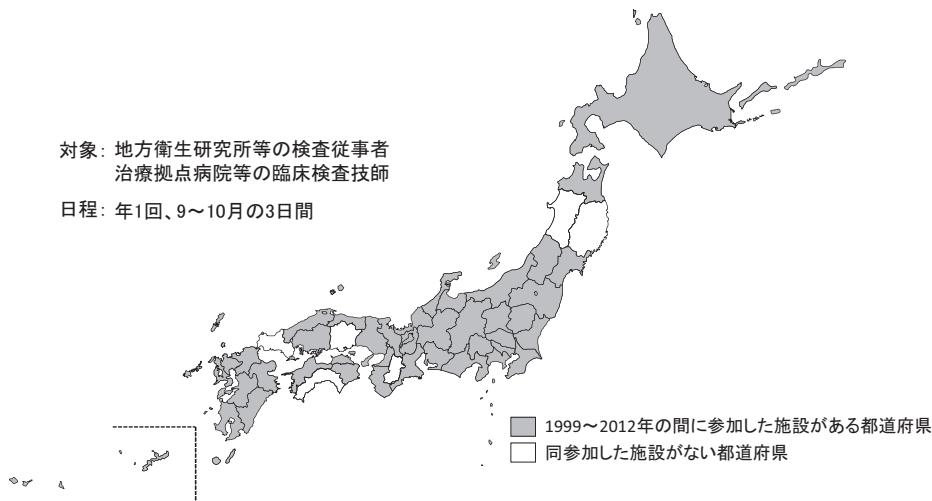 対象: 地方衛生研究所等の検査従事者
治療拠点病院等の臨床検査技師
日程: 年1回、9～10月の3日間
1999～2012年の間に参加した施設がある都道府県
同参加した施設がない都道府県